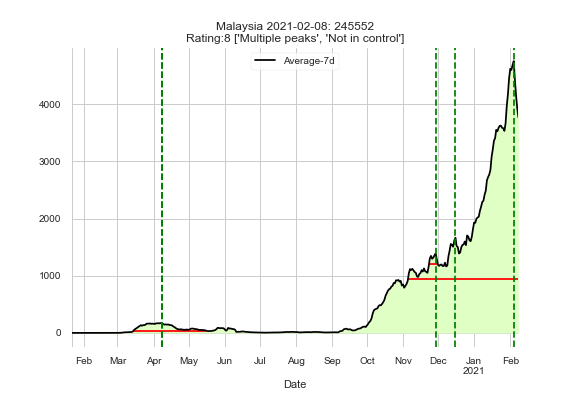 Malaysia 2021-02-08: 245552
Rating:8 ['Multiple peaks', 'Not in control']
Average-7d
4000
3000
2000
1000
0
Feb Mar Apr May Jun Jul Aug Sep Oct Nov Dec Jan Feb
2021
Date